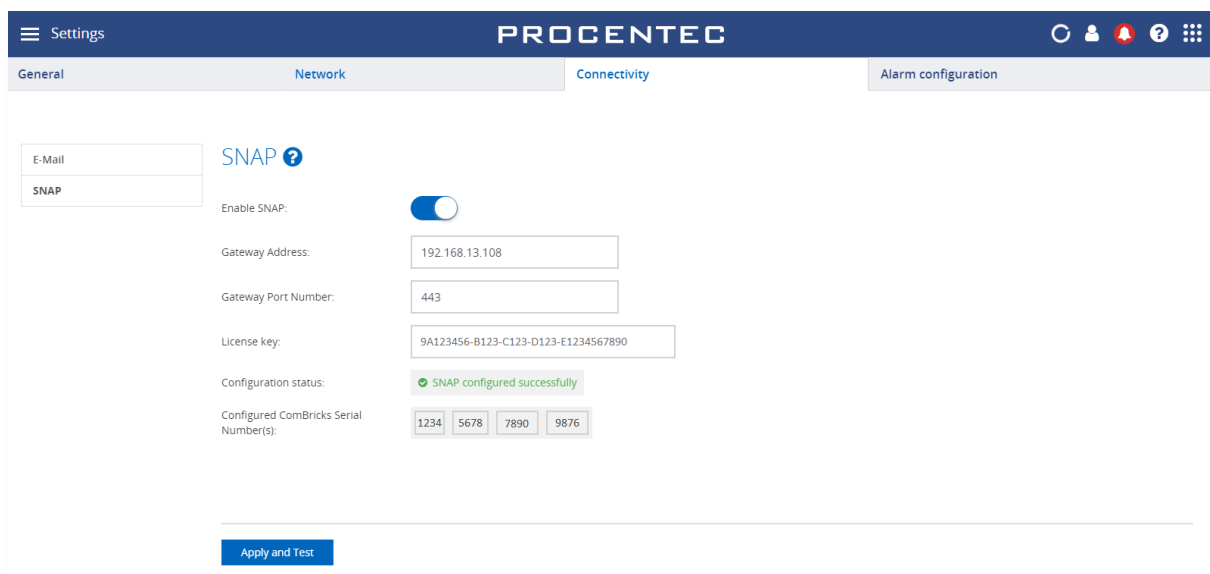 Settings
PROCENTEC
General
Network
Connectivity
Alarm configuration
E-Mail
SNAP
SNAP ?
Enable SNAP:
Gateway Address:
192.168.13.108
Gateway Port Number:
443
License key:
9A123456-B123-C123-D123-E1234567890
Configuration status:
SNAP configured successfully
Configured ComBricks Serial
Number(s):
1234 5678 7890 9876
Apply and Test